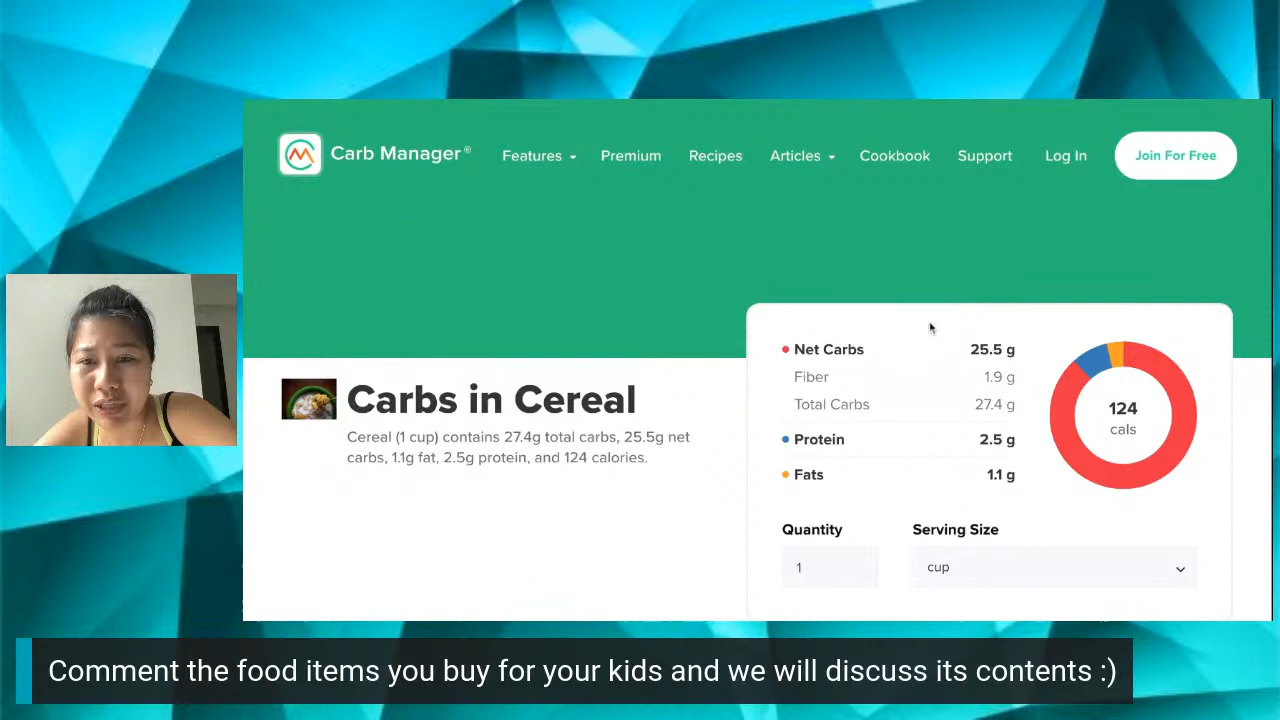 Carb Manager®
Features
Premium
Recipes
Articles
Cookbook
Support
Log In
Join For Free
Carbs in Cereal
Cereal (1 cup) contains 27.4g total carbs, 25.5g net
carbs, 1.1g fat, 2.5g protein, and 124 calories.
Net Carbs 25.5 g
Fiber 1.9 g
Total Carbs 27.4 g
Protein 2.5 g
Fats 1.1 g
124
cals
Quantity
1
Serving Size
cup
Comment the food items you buy for your kids and we will discuss its contents :)